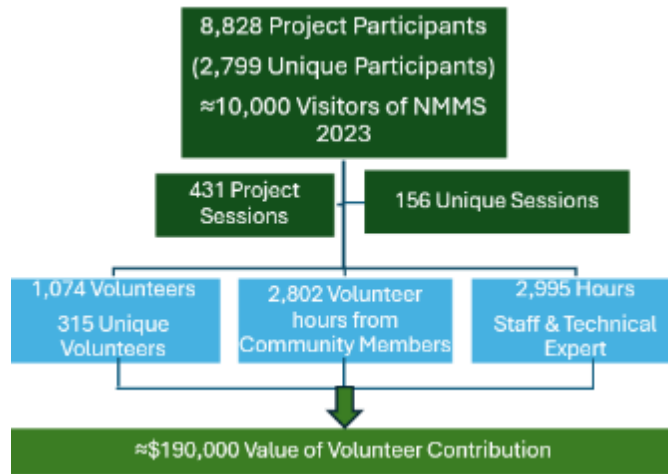 8,828 Project Participants
(2,799 Unique Participants)
≈10,000 Visitors of NMMS
2023
431 Project
Sessions
156 Unique Sessions
1,074 Volunteers
315 Unique
Volunteers
2,802 Volunteer
hours from
Community Members
2,995 Hours
Staff & Technical
Expert
≈$190,000 Value of Volunteer Contribution